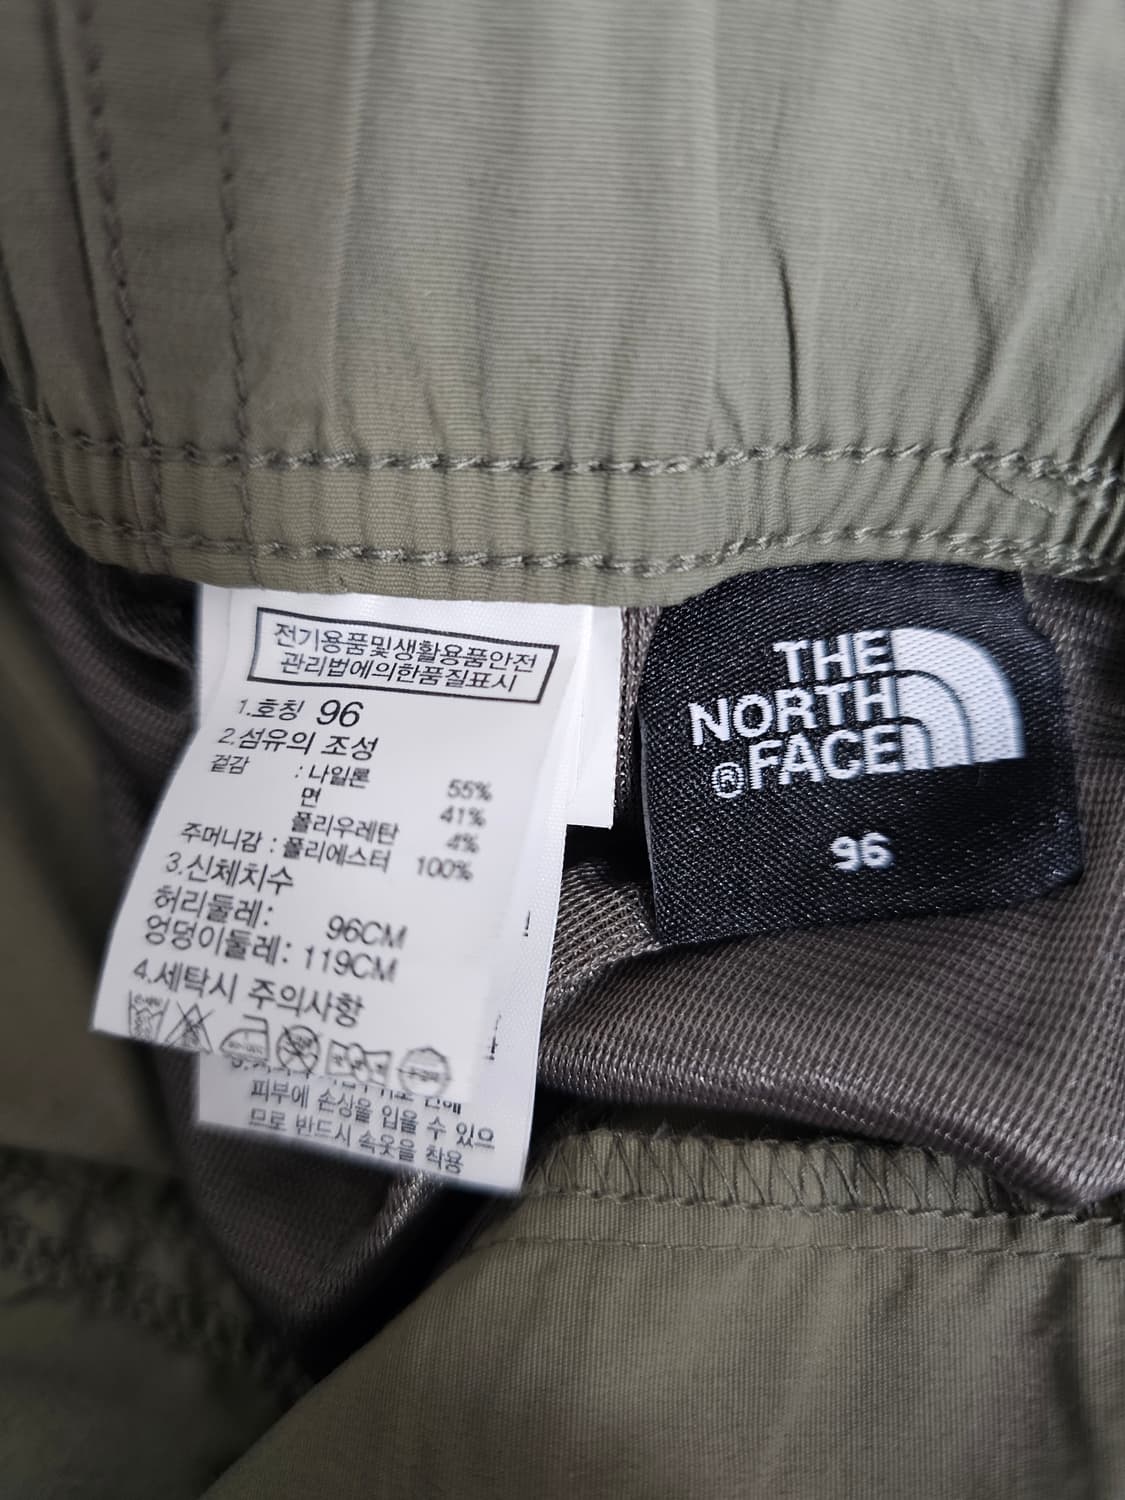 전기용품및생활용품안전
관리법에의한품질표시
1.호칭 96
2.섬유의 조성
겉감 : 나일론 55%
면 41%
폴리우레탄 4%
주머니감 : 폴리에스터 100%
3.신체치수
허리둘레: 96CM
엉덩이둘레: 119CM
4.세탁시 주의사항
피부에 손상을 입을 수 있으
므로 반드시 속옷을 착용
THE
NORTH
®FACE
96